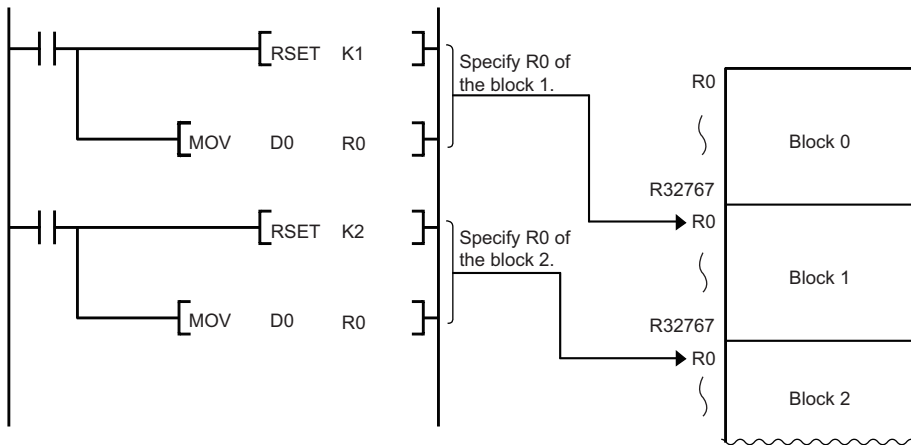 RSET K1
MOV D0 R0
Specify R0 of
the block 1.
RSET K2
MOV D0 R0
Specify R0 of
the block 2.
R0
Block 0
R32767
R0
Block 1
R32767
R0
Block 2